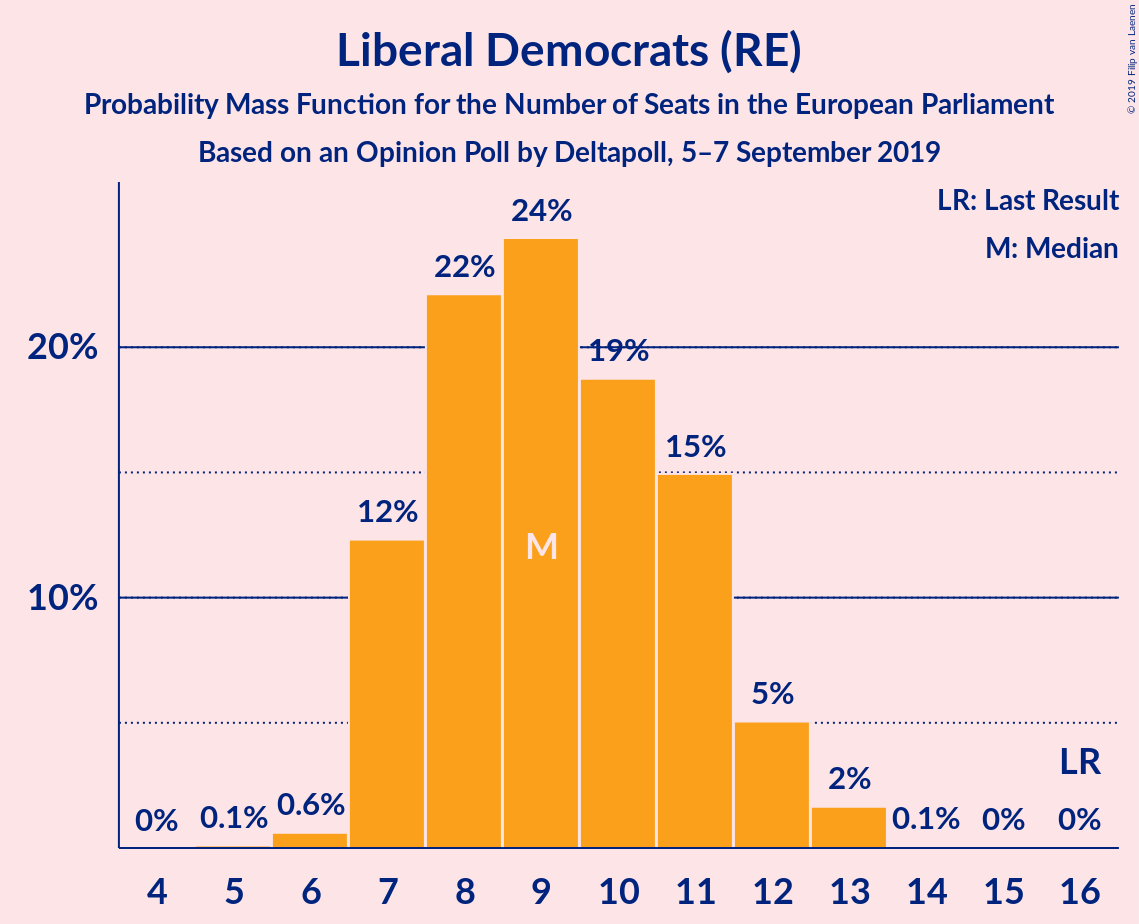 Liberal Democrats (RE)
Probability Mass Function for the Number of Seats in the European Parliament
Based on an Opinion Poll by Deltapoll, 5–7 September 2019
© 2019 Filip van Laenen
LR: Last Result
M: Median
24%
22%
20%
19%
15%
12%
M
10%
5%
LR
2%
0%
0.1%
0.6%
0.1%
0%
0%
4 5 6 7 8 9 10 11 12 13 14 15 16